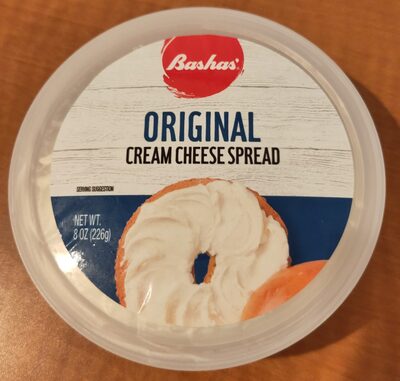 Bashas'
ORIGINAL
CREAM CHEESE SPREAD
SERVING SUGGESTION
NET WT.
8 OZ (226g)